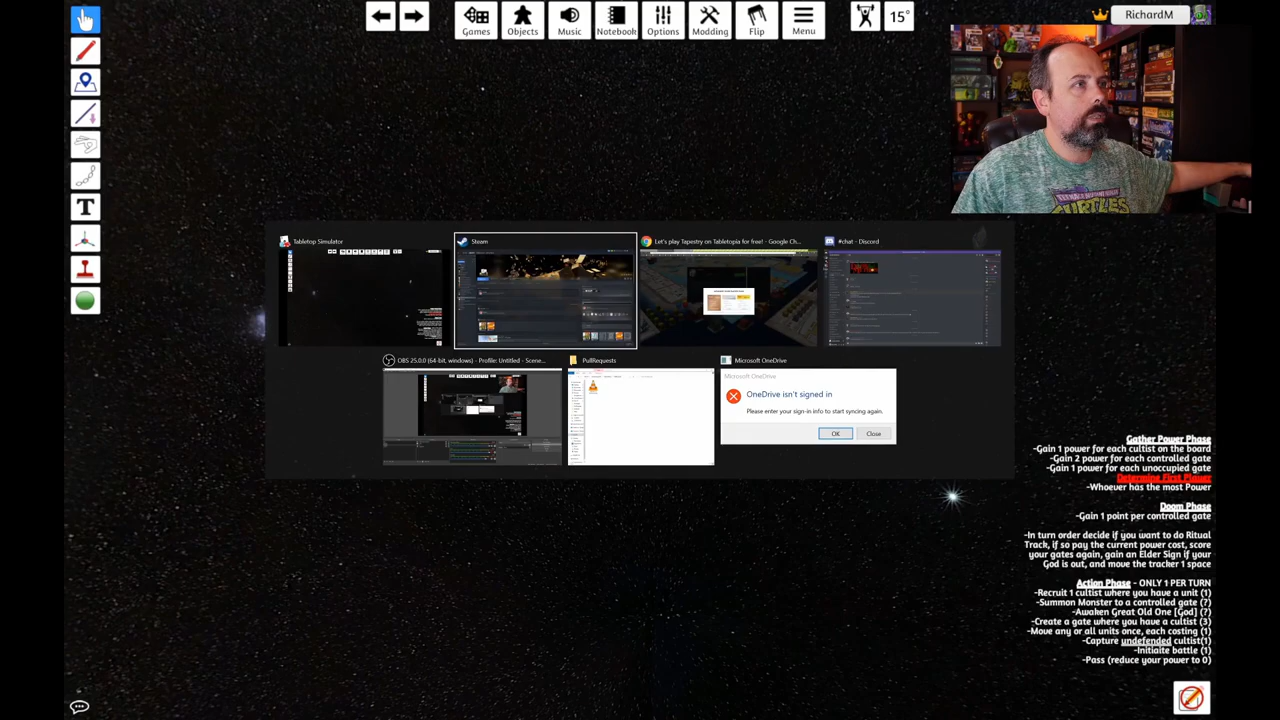 Games
Objects
Music
Notebook
Options
Modding
Flip
Menu
15°
RichardM
T
Tabletop Simulator
Steam
Let's play Tapestry on Tabletopia for free! - Google Ch...
#chat - Discord
OBS 25.0.0 (64-bit, windows) - Profile: Untitled - Scene...
PullRequests
Microsoft OneDrive
Microsoft OneDrive
OneDrive isn't signed in
Please enter your sign-in info to start syncing again.
OK
Close
TEENAGE MUTANT NINJA
TURTLES
Gather Power Phase
-Gain 1 power for each cultist on the board
-Gain 2 power for each controlled gate
-Gain 1 power for each unoccupied gate
Determine First Player
-Whoever has the most Power
Doom Phase
-Gain 1 point per controlled gate
-In turn order decide if you want to do Ritual
Track, if so pay the current power cost, score
your gates again, gain an Elder Sign if your
God is out, and move the tracker 1 space
Action Phase - ONLY 1 PER TURN
-Recruit 1 cultist where you have a unit (1)
-Summon Monster to a controlled gate (?)
-Awaken Great Old One [God] (?)
-Create a gate where you have a cultist (3)
-Move any or all units once, each costing (1)
-Capture undefended cultist(1)
-Initiaite battle (1)
-Pass (reduce your power to 0)